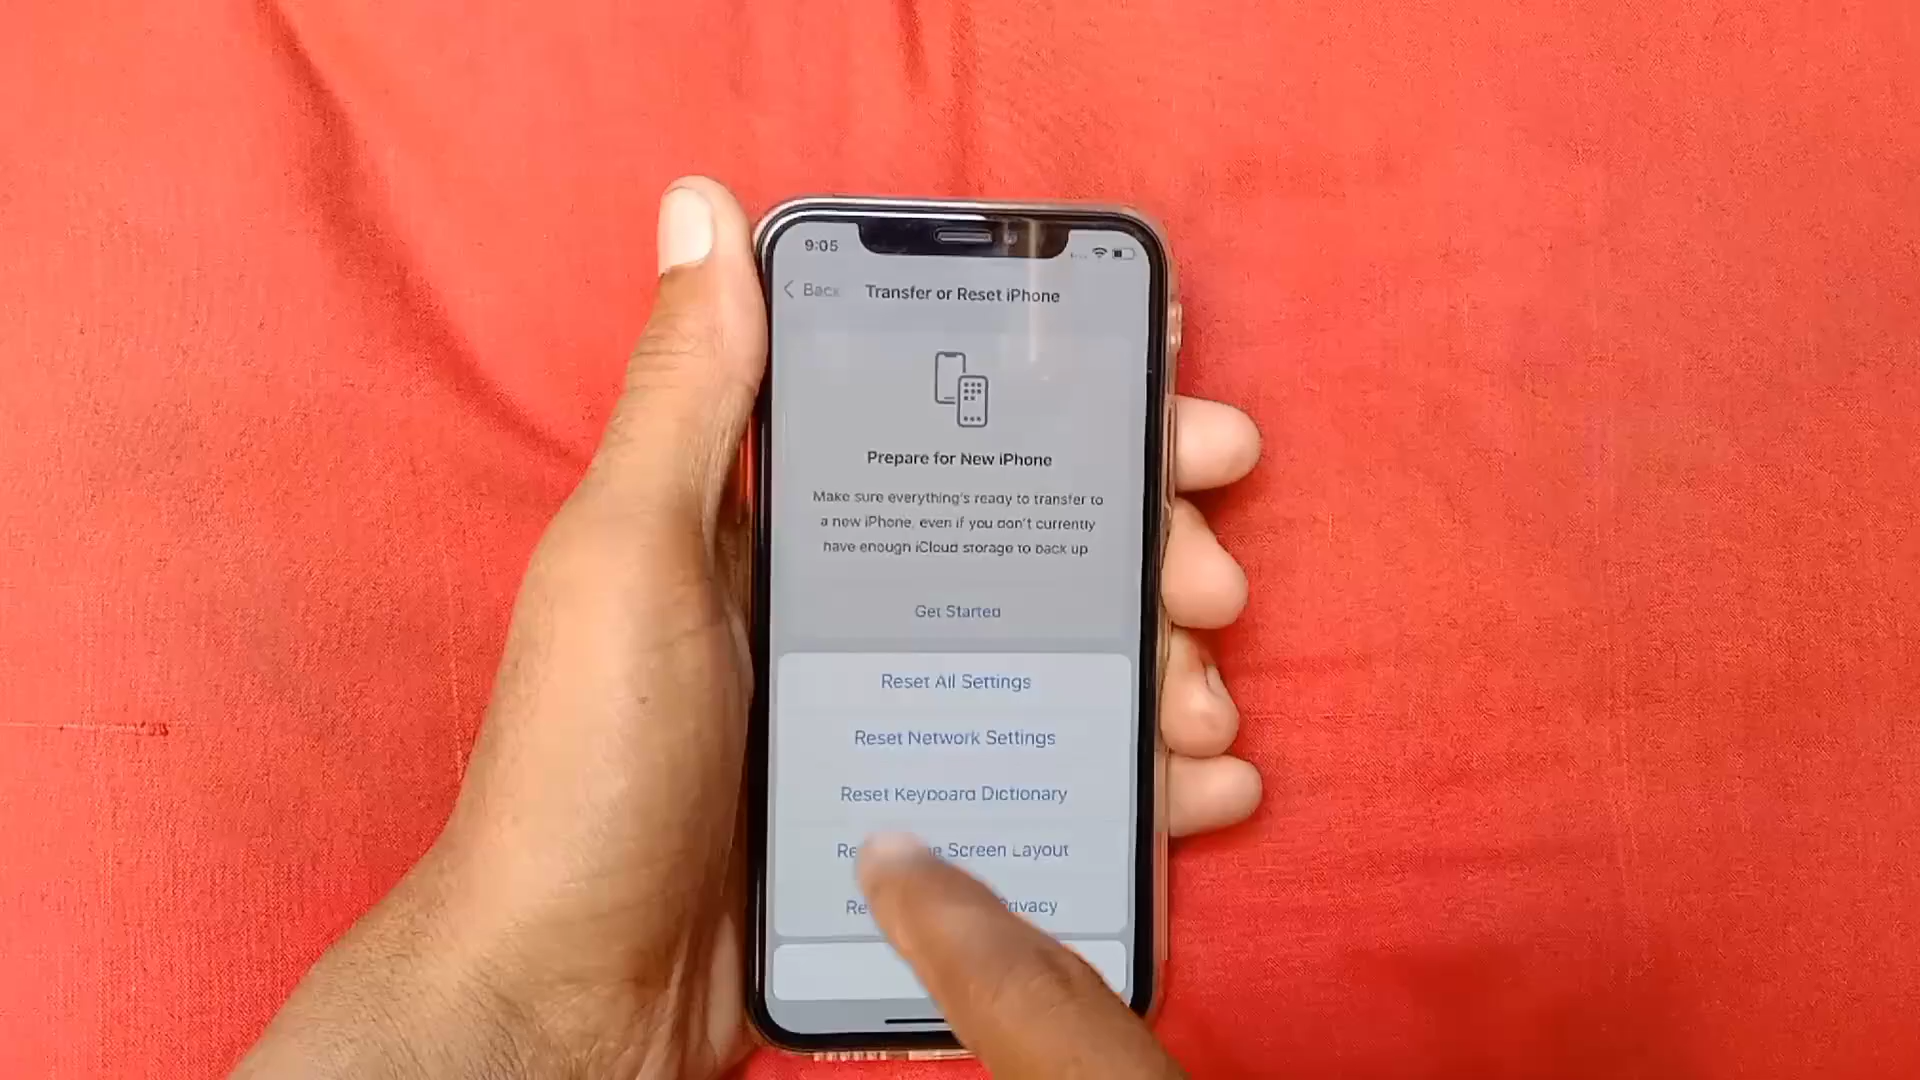 9:05
Back
Transfer or Reset iPhone
Prepare for New iPhone
Make sure everything's ready to transfer to
a new iPhone, even if you don't currently
have enough iCloud storage to back up
Get Started
Reset All Settings
Reset Network Settings
Reset Keyboard Dictionary
Screen Layout
Privacy